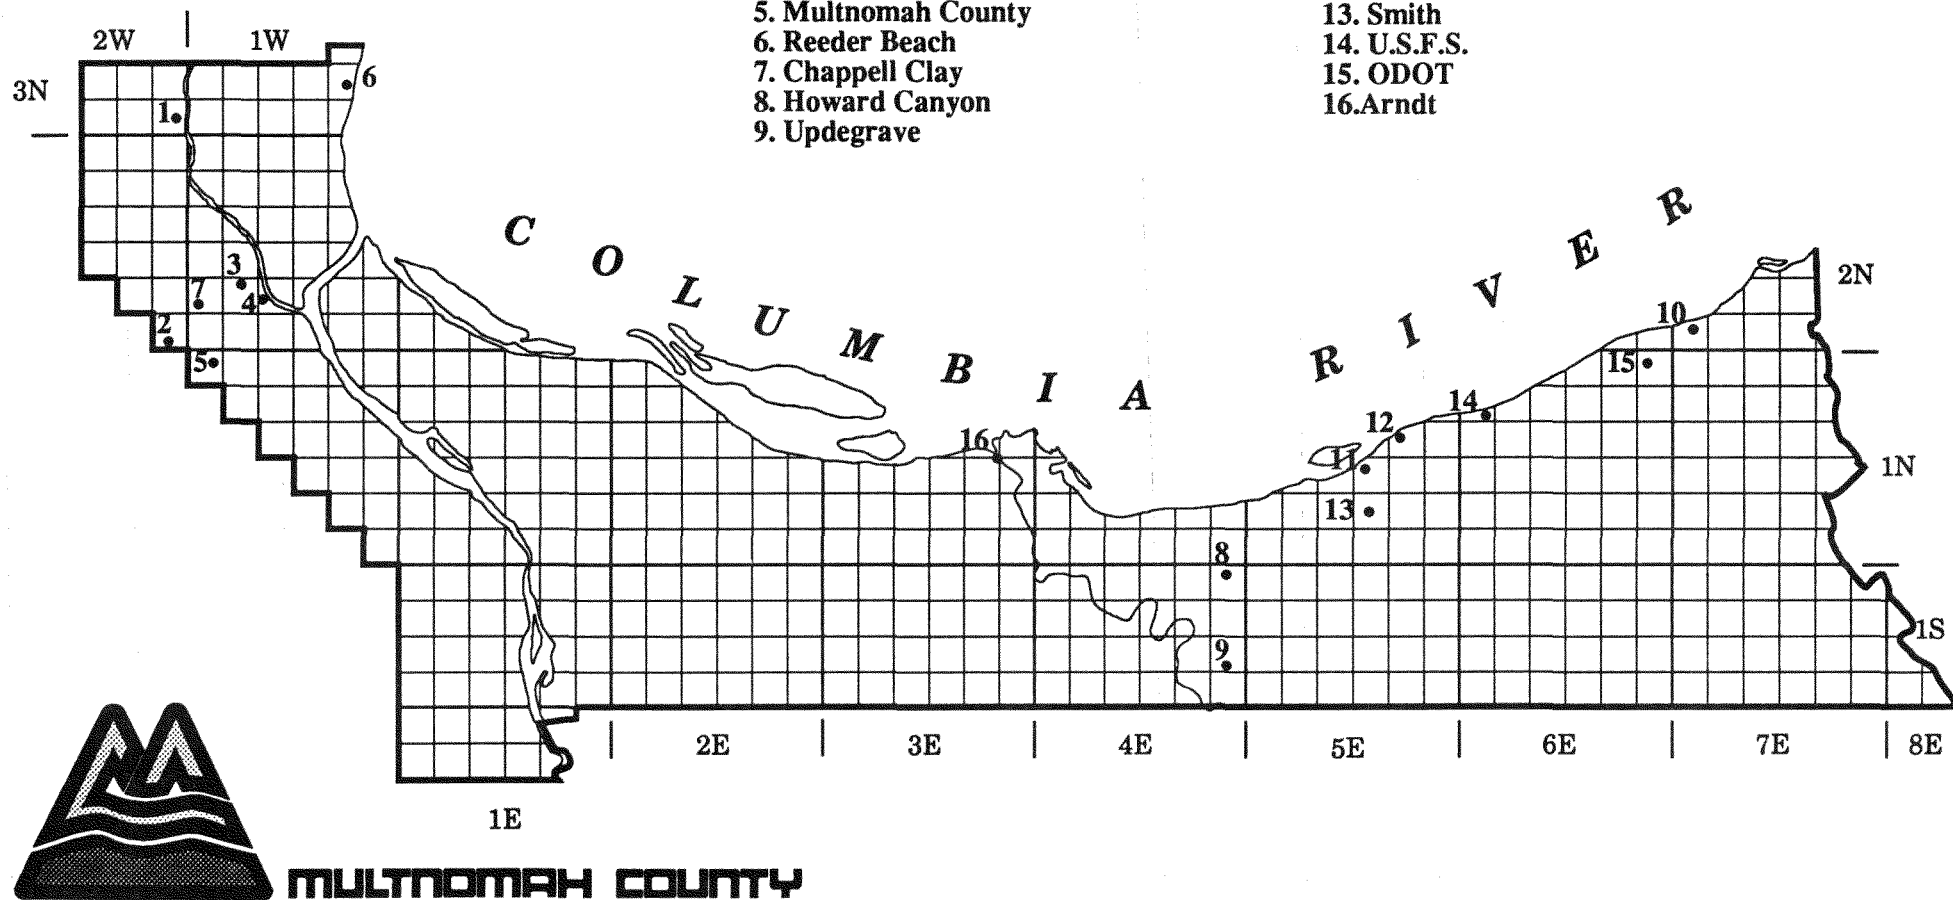 5. Multnomah County
6. Reeder Beach
7. Chappell Clay
8. Howard Canyon
9. Updegrave
13. Smith
14. U.S.F.S.
15. ODOT
16.Arndt
2W
1W
3N
6
1
COLUMBIA RIVER
3
7
4
2
5
2N
10
15
14
12
16
11
1N
13
8
1S
9
2E
3E
4E
5E
6E
7E
8E
1E
MULTNOMAH COUNTY